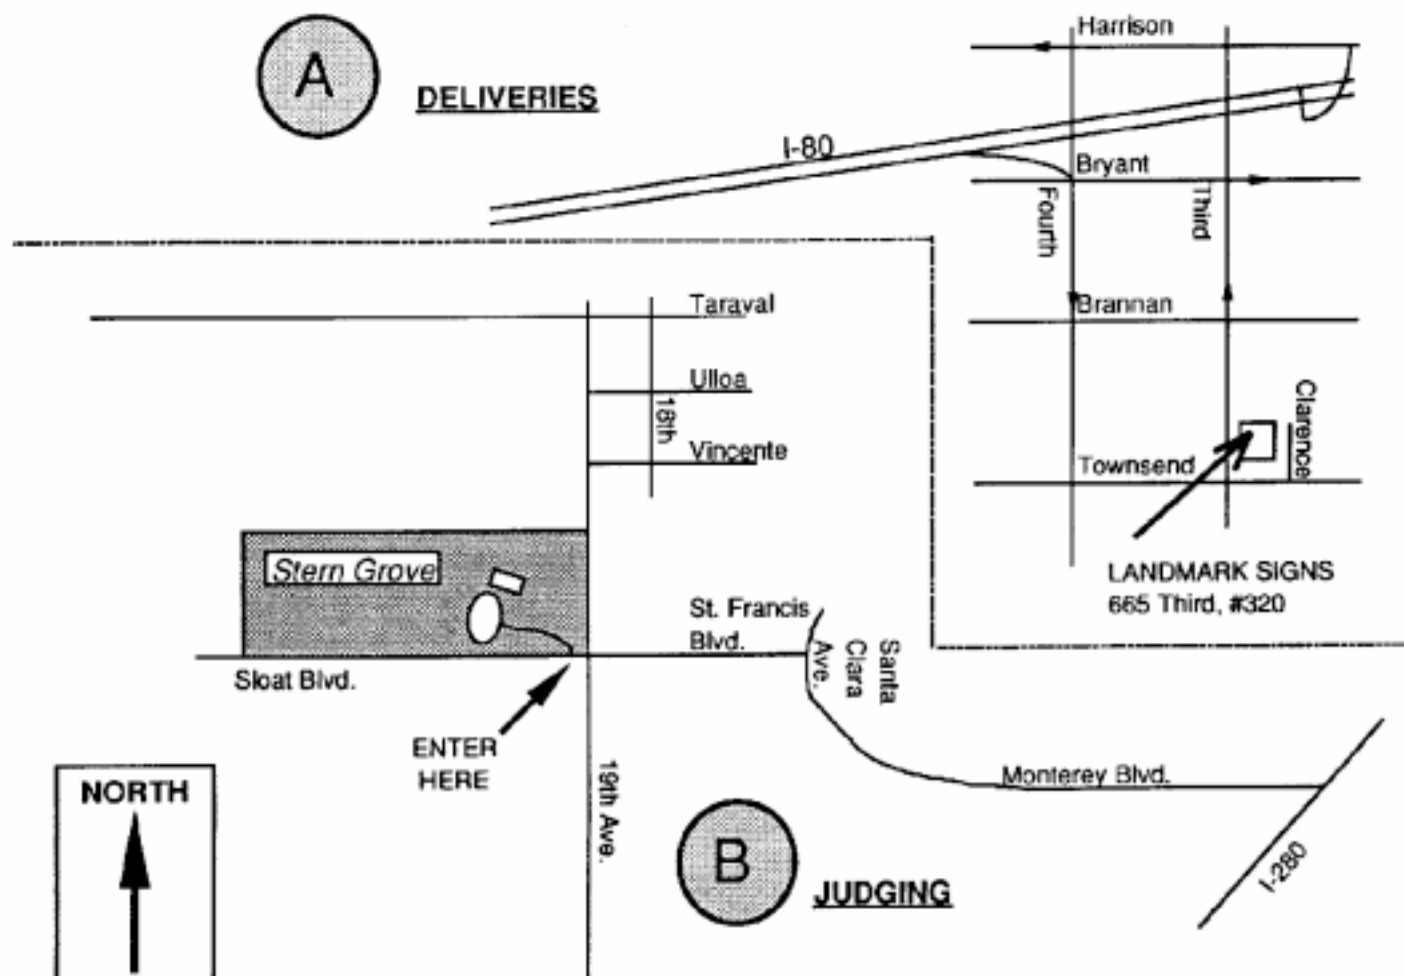 A
DELIVERIES
Harrison
I-80
Bryant
Fourth
Third
Brannan
Clarence
Townsend
LANDMARK SIGNS
665 Third, #320
Taraval
Ulloa
18th
Vincente
Stern Grove
St. Francis
Blvd.
Santa
Clara
Ave.
Sloat Blvd.
ENTER
HERE
19th Ave.
Monterey Blvd.
I-280
NORTH
B
JUDGING